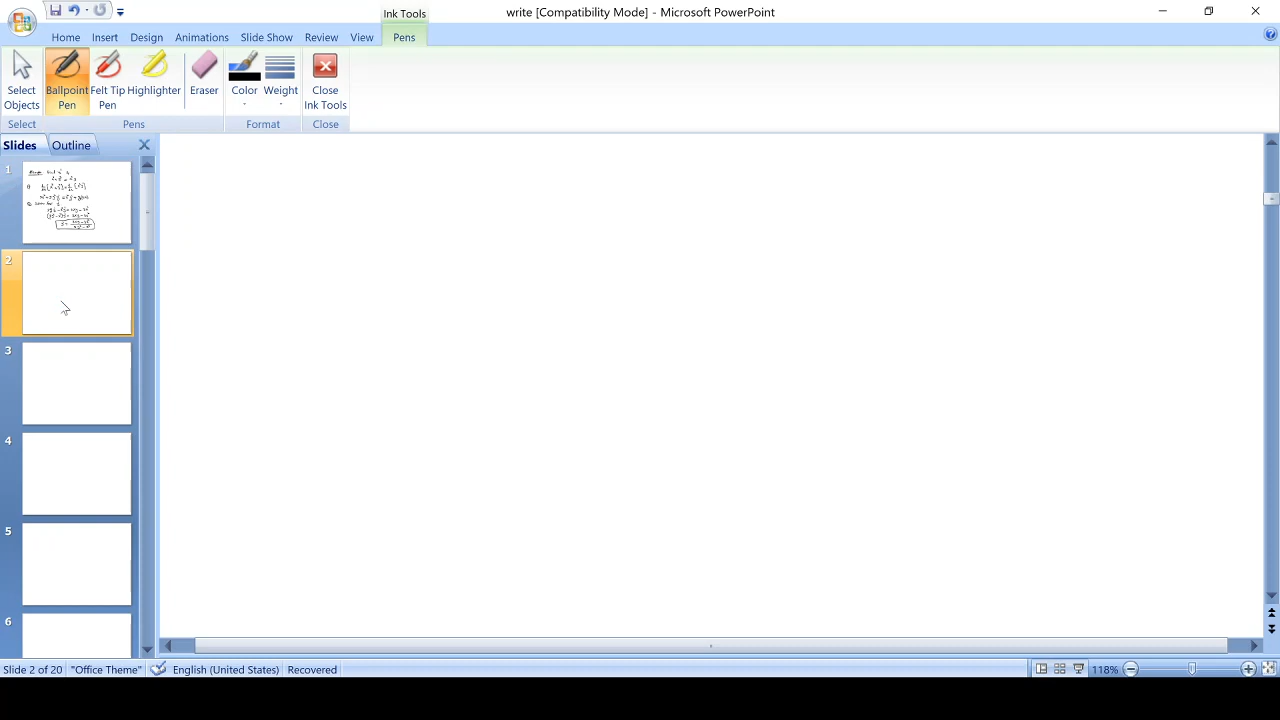 Ink Tools
write [Compatibility Mode] - Microsoft PowerPoint
Home Insert Design Animations Slide Show Review View Pens
Select Objects
Ballpoint Pen
Felt Tip Pen
Highlighter
Eraser
Color
Weight
Close Ink Tools
Select Pens Format Close
Slides Outline
1
2
3
4
5
6
Slide 2 of 20 "Office Theme" English (United States) Recovered 118%